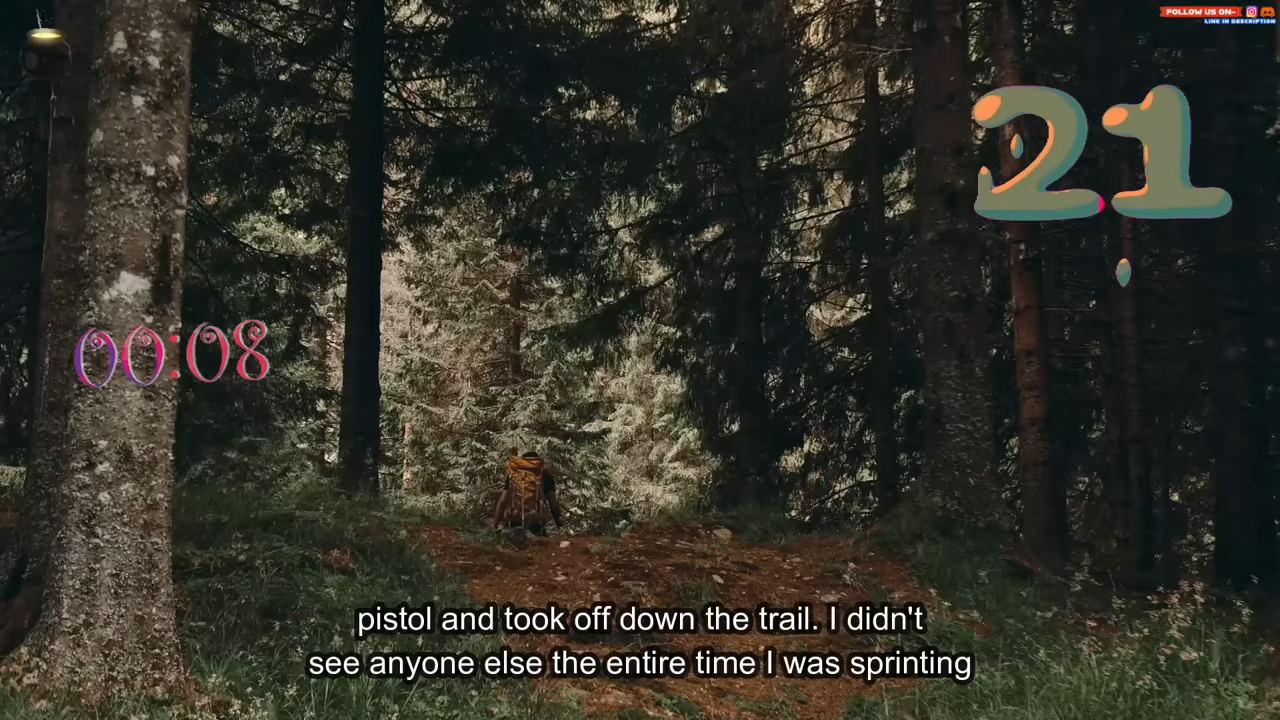 FOLLOW US ON-
LINK IN DESCRIPTION
21
00:08
pistol and took off down the trail. I didn't
see anyone else the entire time I was sprinting